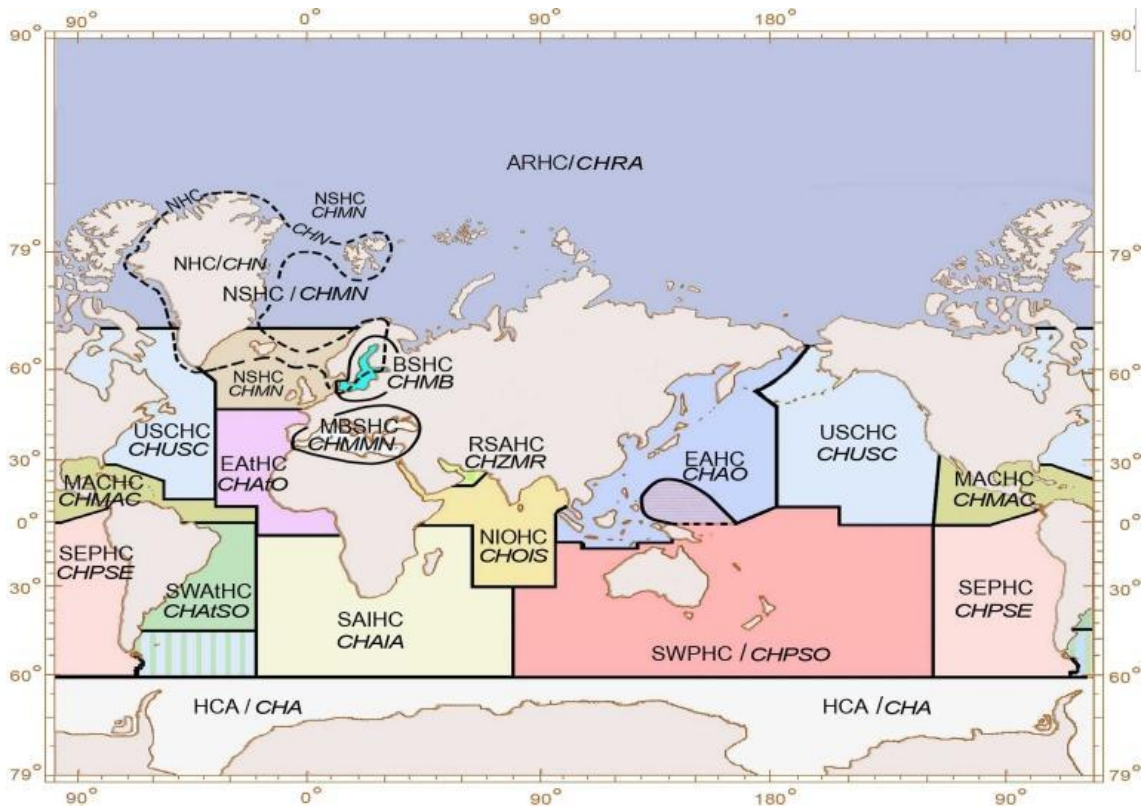 90° 0° 90° 180° 90°
90° 90°
ARHC/CHRA
NHC
NSHC
CHMN
CHN
79° 79°
NHC/CHN
NSHC / CHMN
60° 60°
BSHC
CHMB
NSHC
CHMN
USCHC
CHUSC
MBSHC
CHMMN
RSAHC
CHZMR
EAtHC
CHAtO
EAHC
CHAO
USCHC
CHUSC
30° 30°
MACHC
CHMAC
MACHC
CHMAC
0° 0°
NIOHC
CHOIS
SEPHC
CHPSE
SWAtHC
CHAtSO
SEPHC
CHPSE
30° 30°
SAIHC
CHAIA
SWPHC / CHPSO
60° 60°
HCA / CHA
HCA / CHA
79° 79°
90° 0° 90° 180° 90°